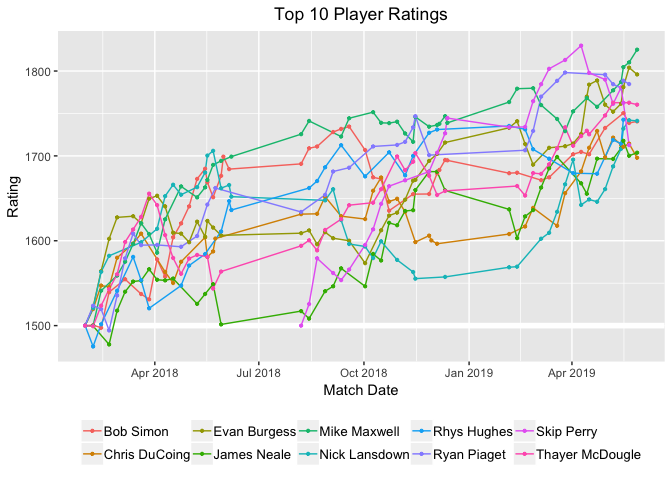 Top 10 Player Ratings
1800
1700
1600
1500
Rating
Apr 2018 Jul 2018 Oct 2018 Jan 2019 Apr 2019
Match Date
Bob Simon Evan Burgess Mike Maxwell Rhys Hughes Skip Perry
Chris DuCoing James Neale Nick Lansdown Ryan Piaget Thayer McDougle